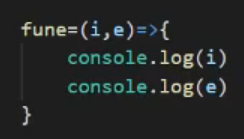 fune=(i,e)=>{
    console.log(i)
    console.log(e)
}